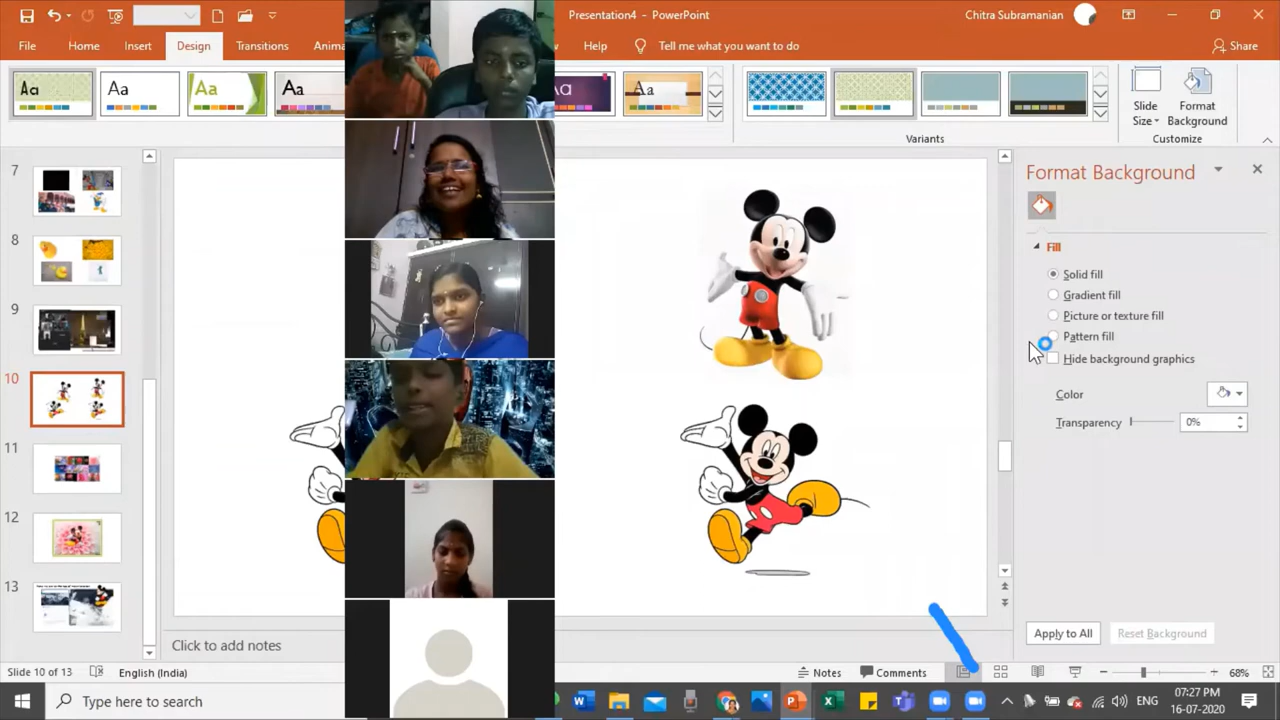 Presentation4 – PowerPoint
Chitra Subramanian
File
Home
Insert
Design
Transitions
Anima
Help
Tell me what you want to do
Share
Aa
Aa
Aa
Aa
Aa
Aa
Slide Size
Format Background
Variants
Customize
7
8
9
10
11
12
13
Format Background
Fill
Solid fill
Gradient fill
Picture or texture fill
Pattern fill
Hide background graphics
Color
Transparency
0%
Apply to All
Reset Background
Click to add notes
Slide 10 of 13
English (India)
Notes
Comments
68%
Type here to search
ENG
07:27 PM
16-07-2020